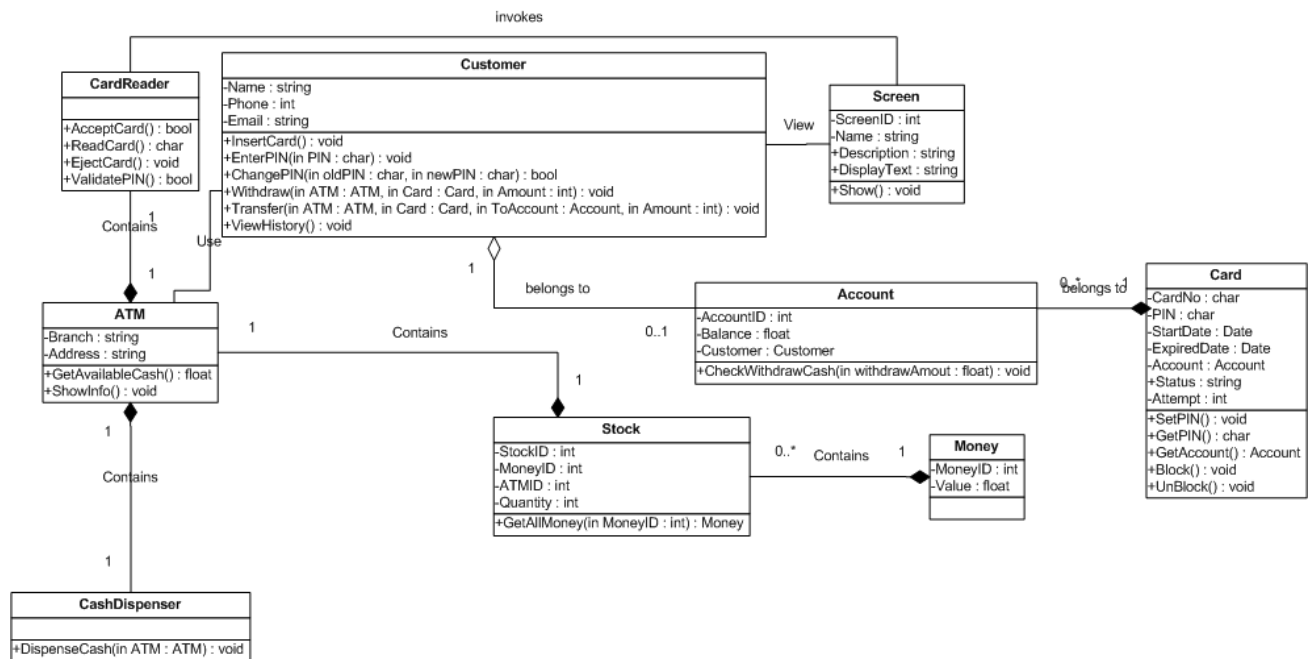 invokes
CardReader
+AcceptCard() : bool
+ReadCard() : char
+EjectCard() : void
+ValidatePIN() : bool
Customer
-Name : string
-Phone : int
-Email : string
+InsertCard() : void
+EnterPIN(in PIN : char) : void
+ChangePIN(in oldPIN : char, in newPIN : char) : bool
+Withdraw(in ATM : ATM, in Card : Card, in Amount : int) : void
+Transfer(in ATM : ATM, in Card : Card, in ToAccount : Account, in Amount : int) : void
+ViewHistory() : void
View
Screen
-ScreenID : int
-Name : string
+Description : string
+DisplayText : string
+Show() : void
1
Contains
1
Use
1
belongs to
0..1
ATM
-Branch : string
-Address : string
+GetAvailableCash() : float
+ShowInfo() : void
1
Contains
1
Account
-AccountID : int
-Balance : float
-Customer : Customer
+CheckWithdrawCash(in withdrawAmout : float) : void
0..*
belongs to
1
Card
-CardNo : char
-PIN : char
-StartDate : Date
-ExpiredDate : Date
-Account : Account
+Status : string
-Attempt : int
+SetPIN() : void
+GetPIN() : char
+GetAccount() : Account
+Block() : void
+UnBlock() : void
1
Contains
1
Stock
-StockID : int
-MoneyID : int
-ATMID : int
-Quantity : int
+GetAllMoney(in MoneyID : int) : Money
0..*
Contains
1
Money
-MoneyID : int
-Value : float
CashDispenser
+DispenseCash(in ATM : ATM) : void